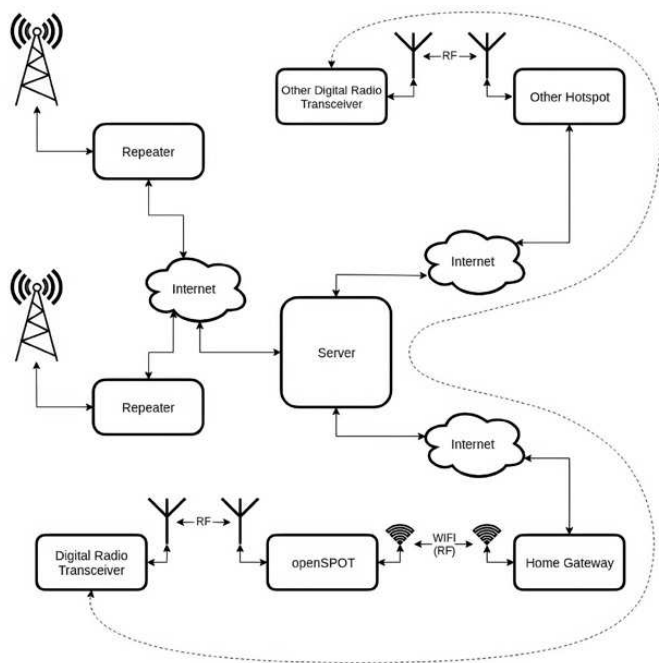 Other Digital Radio
Transceiver
RF
Other Hotspot
Repeater
Internet
Internet
Server
Repeater
Internet
Digital Radio
Transceiver
RF
openSPOT
WIFI
(RF)
Home Gateway